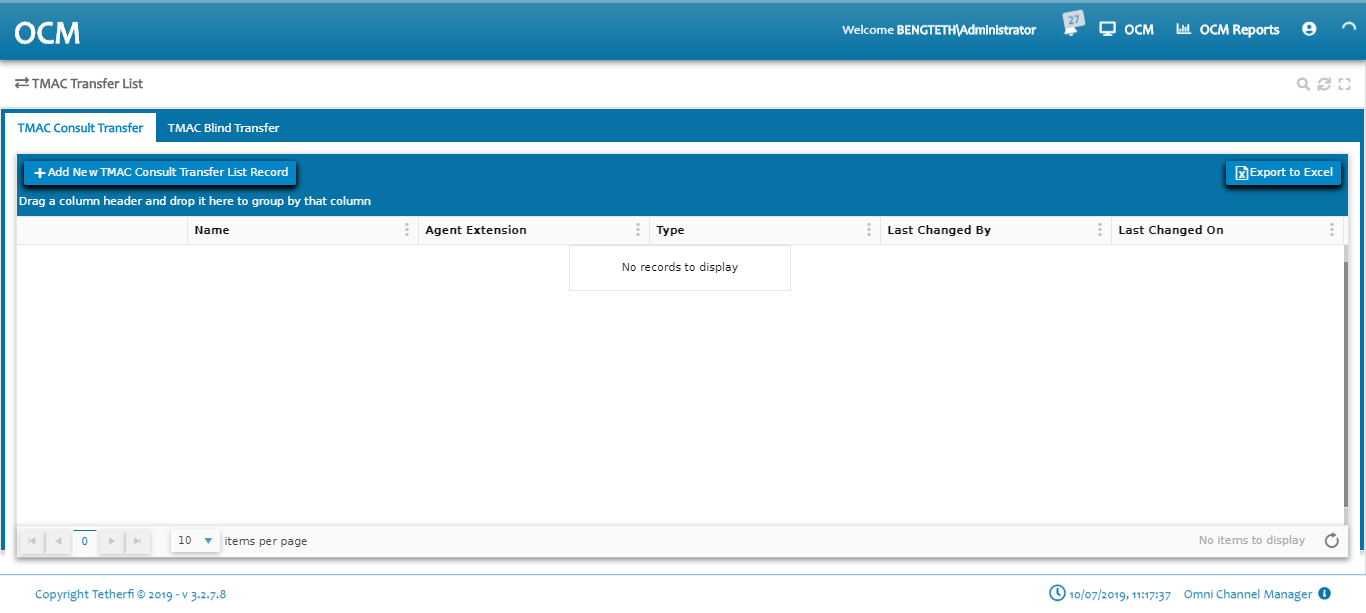 OCM
Welcome BENGTETH\Administrator
27
OCM
OCM Reports
TMAC Transfer List
TMAC Consult Transfer
TMAC Blind Transfer
Add New TMAC Consult Transfer List Record
Export to Excel
Drag a column header and drop it here to group by that column
Name
Agent Extension
Type
Last Changed By
Last Changed On
No records to display
0
10
items per page
No items to display
Copyright Tetherfi © 2019 - v 3.2.7.8
10/07/2019, 11:17:37
Omni Channel Manager